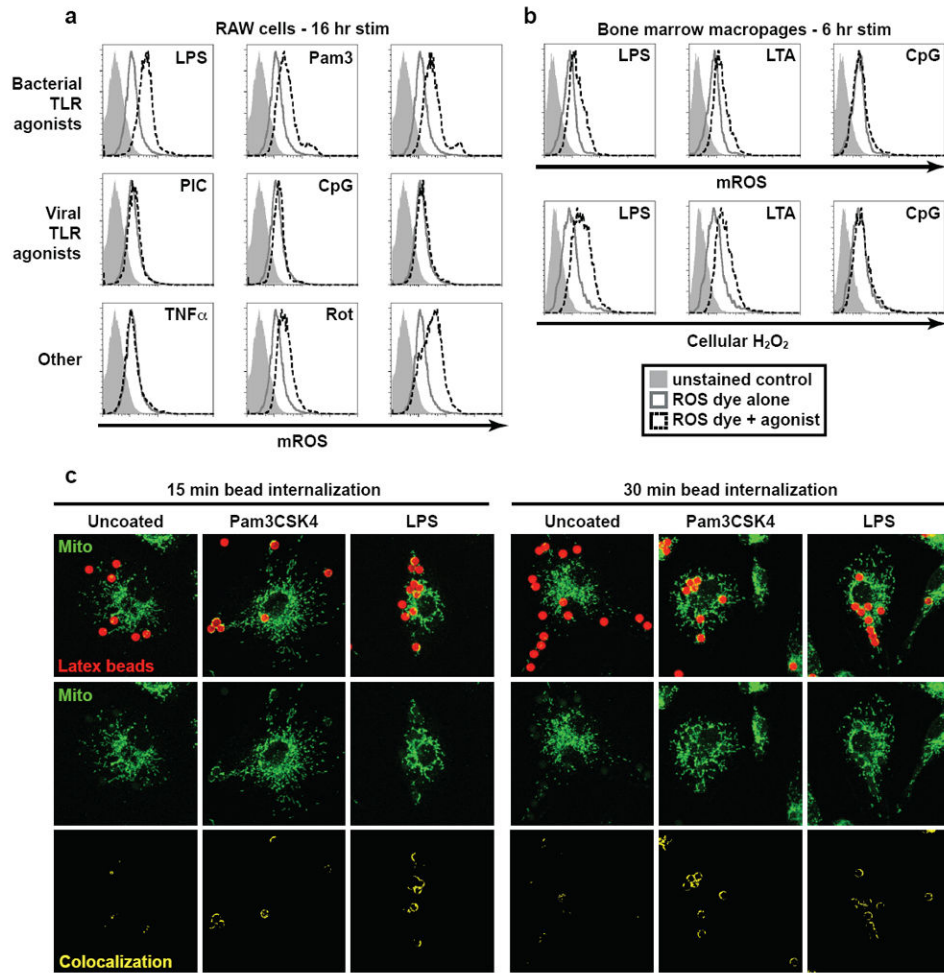 a
RAW cells - 16 hr stim
Bacterial
TLR
agonists
LPS
Pam3
Viral
TLR
agonists
PIC
CpG
Other
TNFα
Rot
mROS
b
Bone marrow macropages - 6 hr stim
LPS
LTA
CpG
mROS
LPS
LTA
CpG
Cellular H₂O₂
unstained control
ROS dye alone
ROS dye + agonist
c
15 min bead internalization
30 min bead internalization
Uncoated
Pam3CSK4
LPS
Uncoated
Pam3CSK4
LPS
Mito
Latex beads
Mito
Colocalization